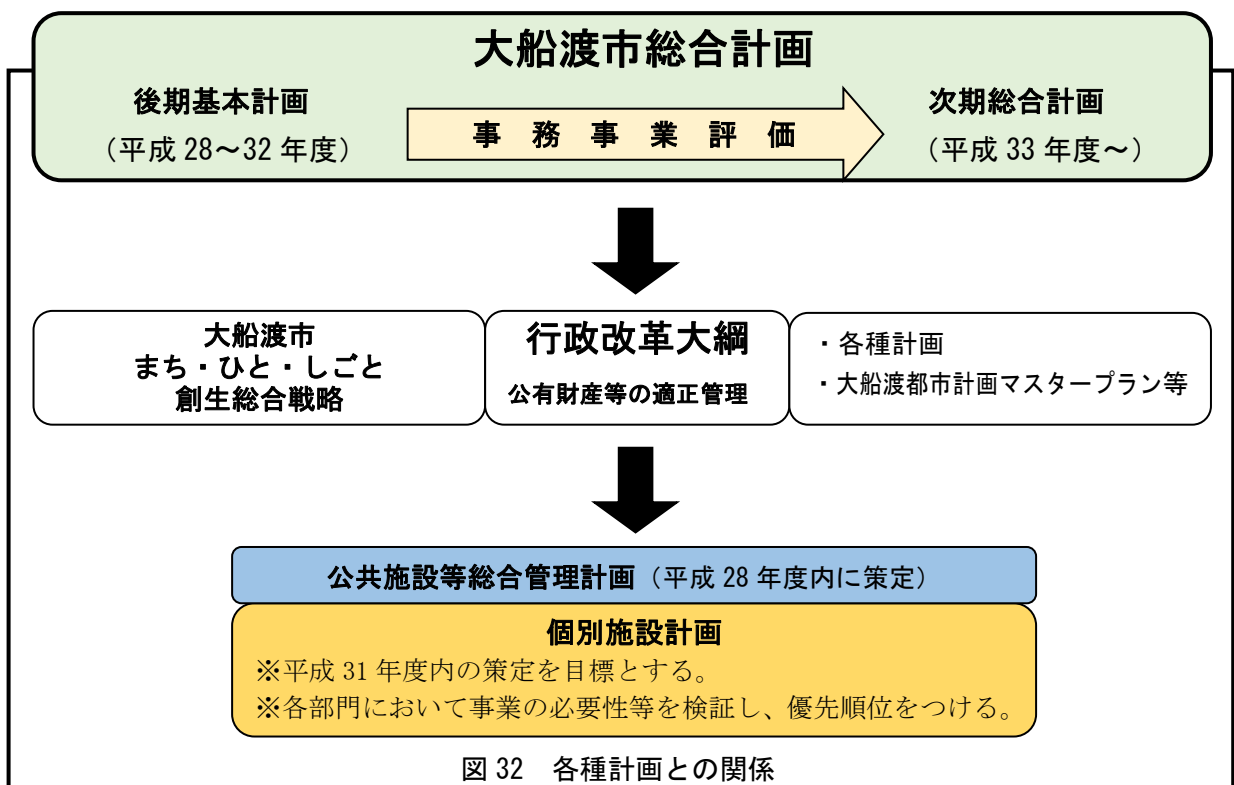 大船渡市総合計画
後期基本計画
（平成 28～32 年度）
事務事業評価
次期総合計画
（平成 33 年度～）
大船渡市
まち・ひと・しごと
創生総合戦略
行政改革大綱
公有財産等の適正管理
・各種計画
・大船渡都市計画マスタープラン等
公共施設等総合管理計画（平成 28 年度内に策定）
個別施設計画
※平成 31 年度内の策定を目標とする。
※各部門において事業の必要性等を検証し、優先順位をつける。
図 32　各種計画との関係